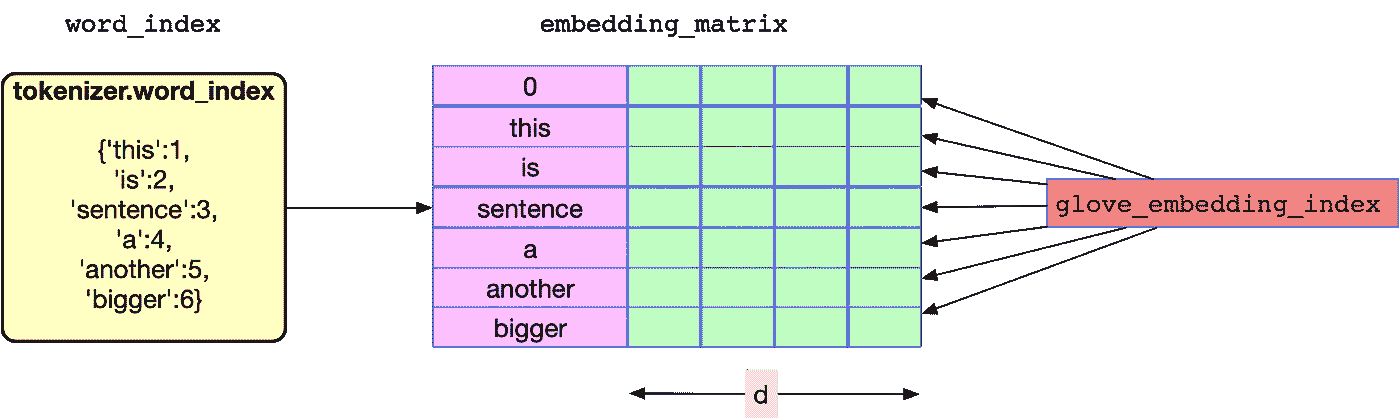 word_index
embedding_matrix
tokenizer.word_index
{'this':1,
'is':2,
'sentence':3,
'a':4,
'another':5,
'bigger':6}
0
this
is
sentence
a
another
bigger
glove_embedding_index
d